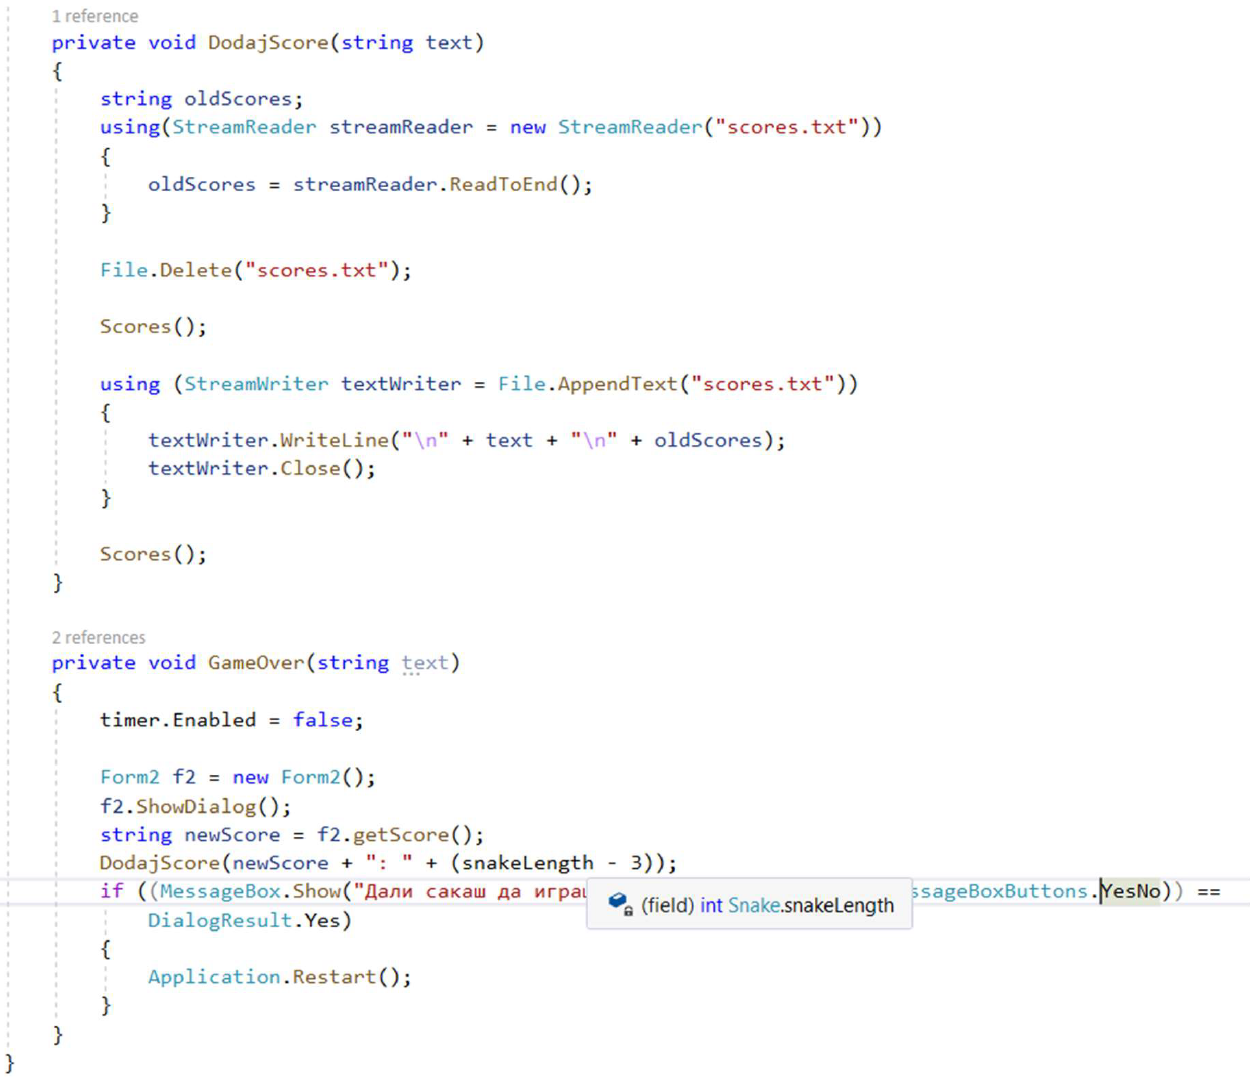 1 reference
private void DodajScore(string text)
{
string oldScores;
using(StreamReader streamReader = new StreamReader("scores.txt"))
{
oldScores = streamReader.ReadToEnd();
}
File.Delete("scores.txt");
Scores();
using (StreamWriter textWriter = File.AppendText("scores.txt"))
{
textWriter.WriteLine("\n" + text + "\n" + oldScores);
textWriter.Close();
}
Scores();
}
2 references
private void GameOver(string text)
{
timer.Enabled = false;
Form2 f2 = new Form2();
f2.ShowDialog();
string newScore = f2.getScore();
DodajScore(newScore + ": " + (snakeLength - 3));
if ((MessageBox.Show("Дали сакаш да ssageBoxButtons.YesNo)) ==
(field) int Snake.snakeLength
DialogResult.Yes)
{
Application.Restart();
}
}
}